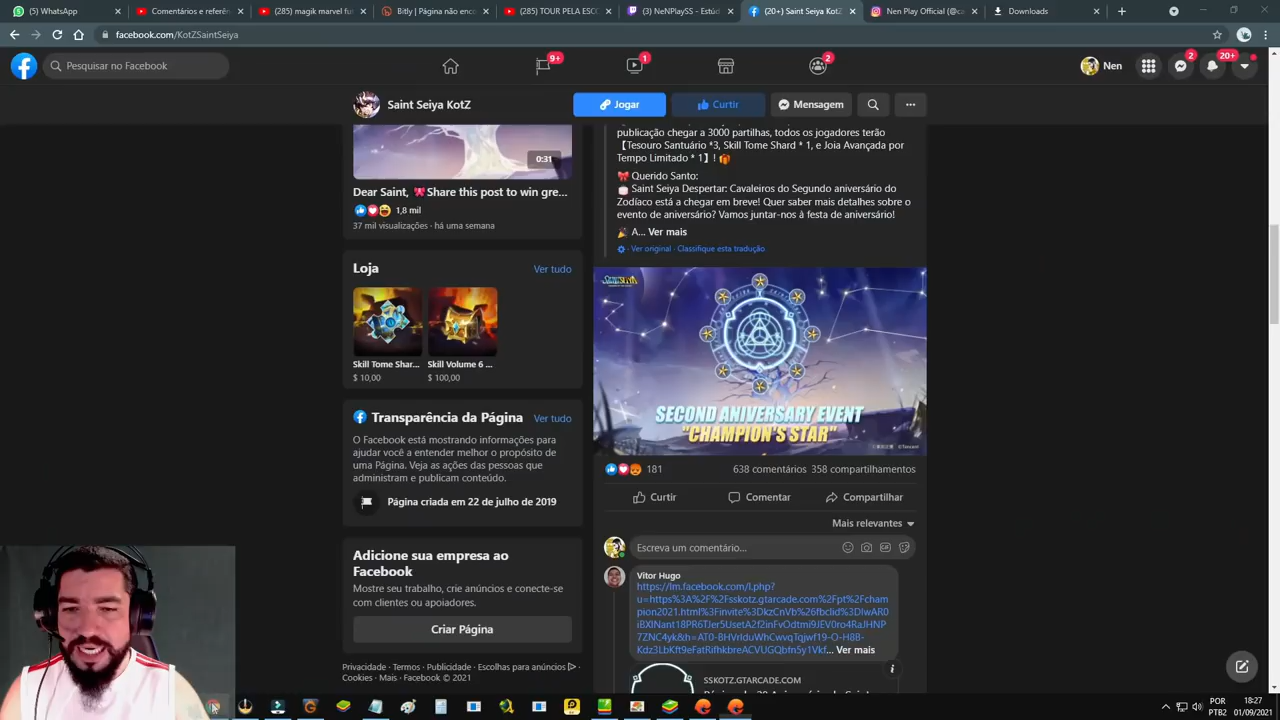 (5) WhatsApp
Comentários e referên
(285) magik marvel fut
Bitly | Página não encon
(285) TOUR PELA ESCO
(3) NeNPlaySS - Estúd
(20+) Saint Seiya KotZ
Nen Play Official (@ca
Downloads
facebook.com/KotZSaintSeiya
Pesquisar no Facebook
9+
1
2
Nen
2
20+
Saint Seiya KotZ
Jogar
Curtir
Mensagem
0:31
Dear Saint, 🎀Share this post to win gre...
1,8 mil
37 mil visualizações · há uma semana
Loja
Ver tudo
Skill Tome Shar...
$ 10,00
Skill Volume 6 ...
$ 100,00
Transparência da Página
Ver tudo
O Facebook está mostrando informações para
ajudar você a entender melhor o propósito de
uma Página. Veja as ações das pessoas que
administram e publicam conteúdo.
Página criada em 22 de julho de 2019
Adicione sua empresa ao
Facebook
Mostre seu trabalho, crie anúncios e conecte-se
com clientes ou apoiadores.
Criar Página
Privacidade · Termos · Publicidade · Escolhas para anúncios ·
Cookies · Mais · Facebook © 2021
publicação chegar a 3000 partilhas, todos os jogadores terão
【Tesouro Santuário *3, Skill Tome Shard * 1, e Joia Avançada por
Tempo Limitado * 1】! 🎁
🎀 Querido Santo:
Saint Seiya Despertar: Cavaleiros do Segundo aniversário do
Zodíaco está a chegar em breve! Quer saber mais detalhes sobre o
evento de aniversário? Vamos juntar-nos à festa de aniversário!
🎉 A... Ver mais
Ver original · Classifique esta tradução
SECOND ANIVERSARY EVENT
"CHAMPION'S STAR"
181
638 comentários 358 compartilhamentos
Curtir
Comentar
Compartilhar
Mais relevantes
Escreva um comentário...
GIF
Vitor Hugo
https://lm.facebook.com/l.php?
u=https%3A%2F%2Fsskotz.gtarcade.com%2Fpt%2Fcham
pion2021.html%3Finvite%3DkzCnVb%26fbclid%3DIwAR0
Ver mais
SSKOTZ.GTARCADE.COM
POR
PTB2
18:27
01/09/2021